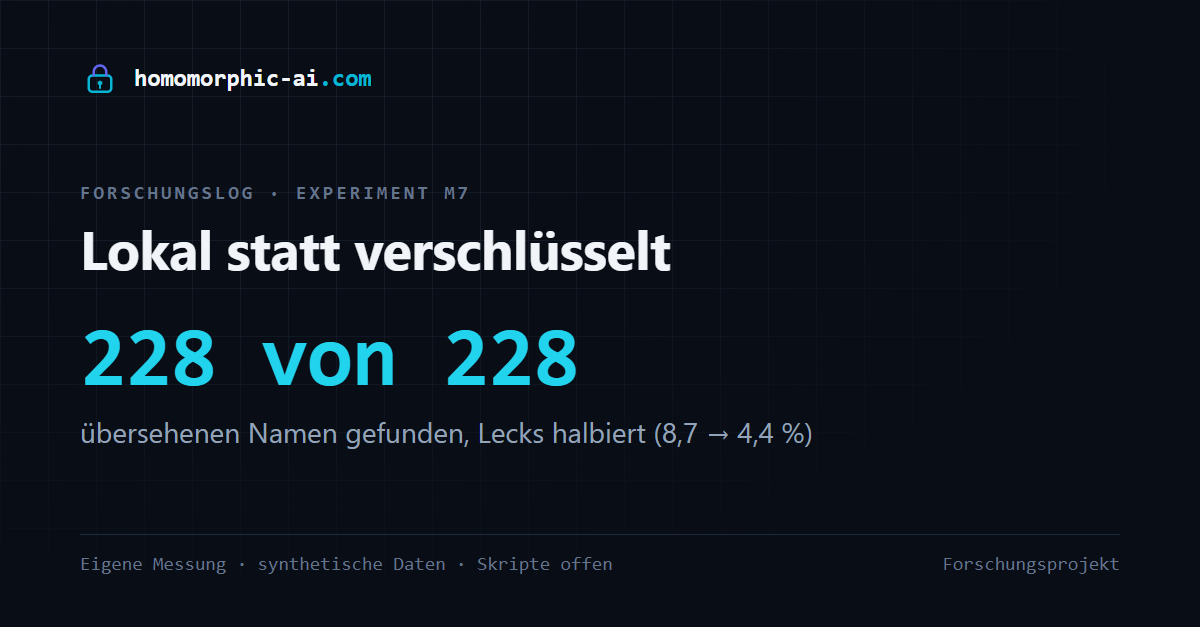 homomorphic-ai.com
FORSCHUNGSLOG · EXPERIMENT M7
Lokal statt verschlüsselt
228 von 228
übersehenen Namen gefunden, Lecks halbiert (8,7 → 4,4 %)
Eigene Messung · synthetische Daten · Skripte offen
Forschungsprojekt